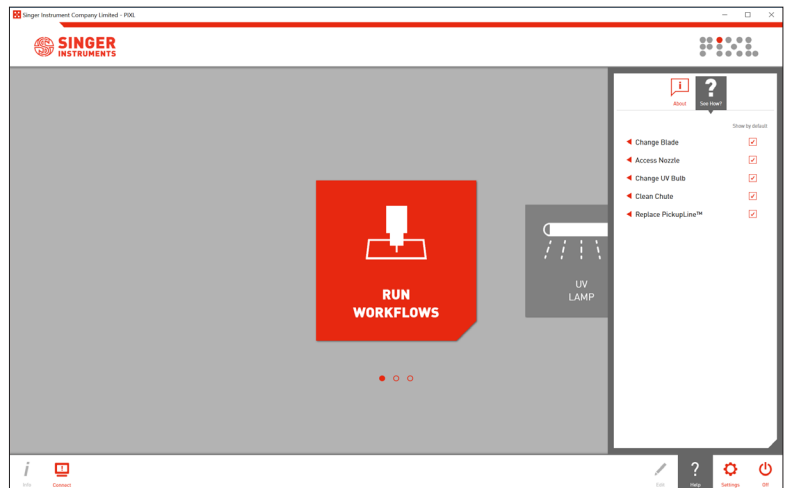 Singer Instrument Company Limited - PIXL
SINGER
INSTRUMENTS
PIXL
About
See How?
Show by default
Change Blade
Access Nozzle
Change UV Bulb
Clean Chute
Replace PickupLine™
RUN
WORKFLOWS
UV
LAMP
Info
Connect
Edit
Help
Settings
Off